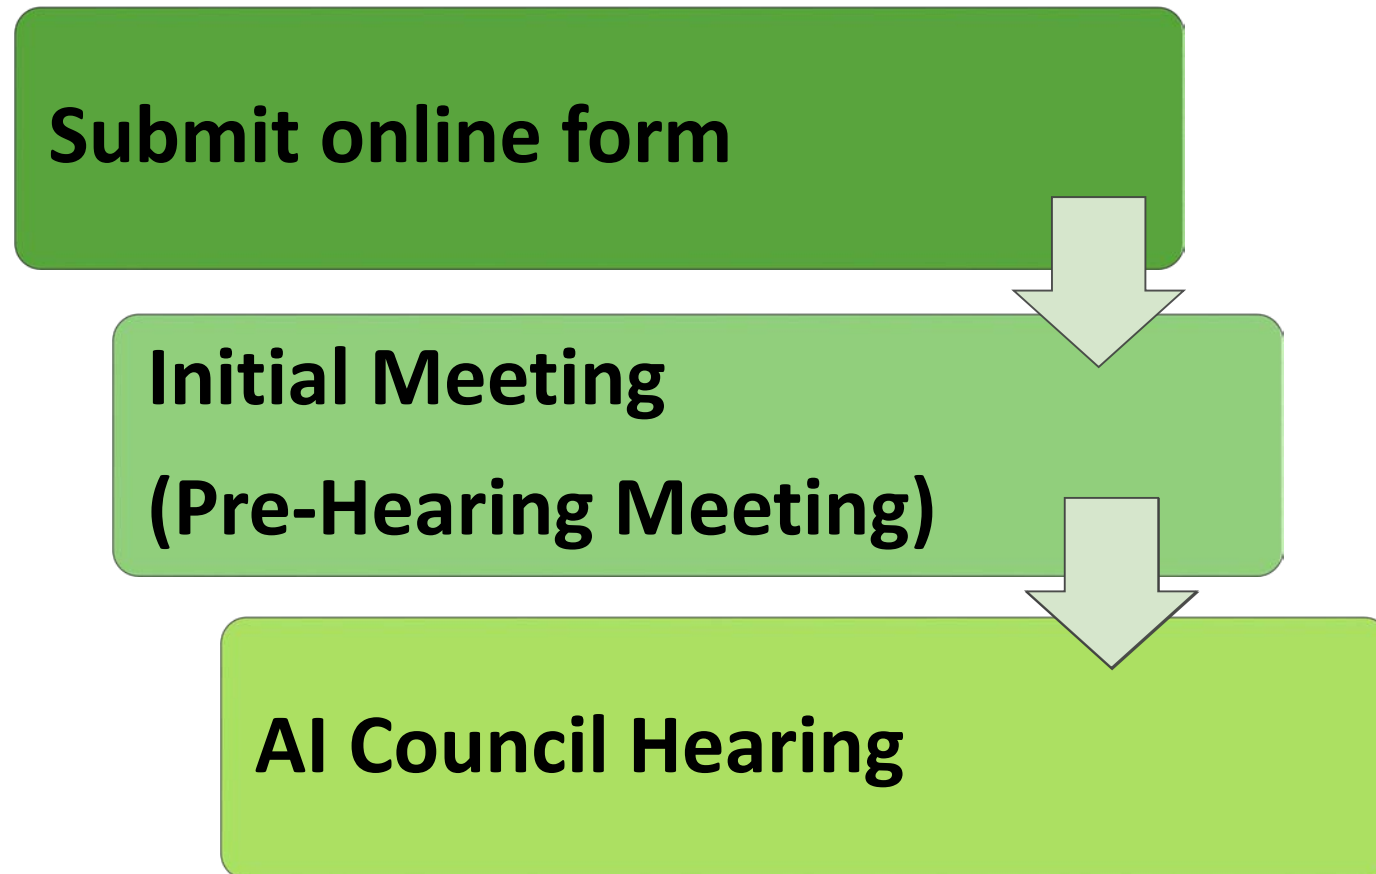 Submit online form
Initial Meeting
(Pre-Hearing Meeting)
AI Council Hearing